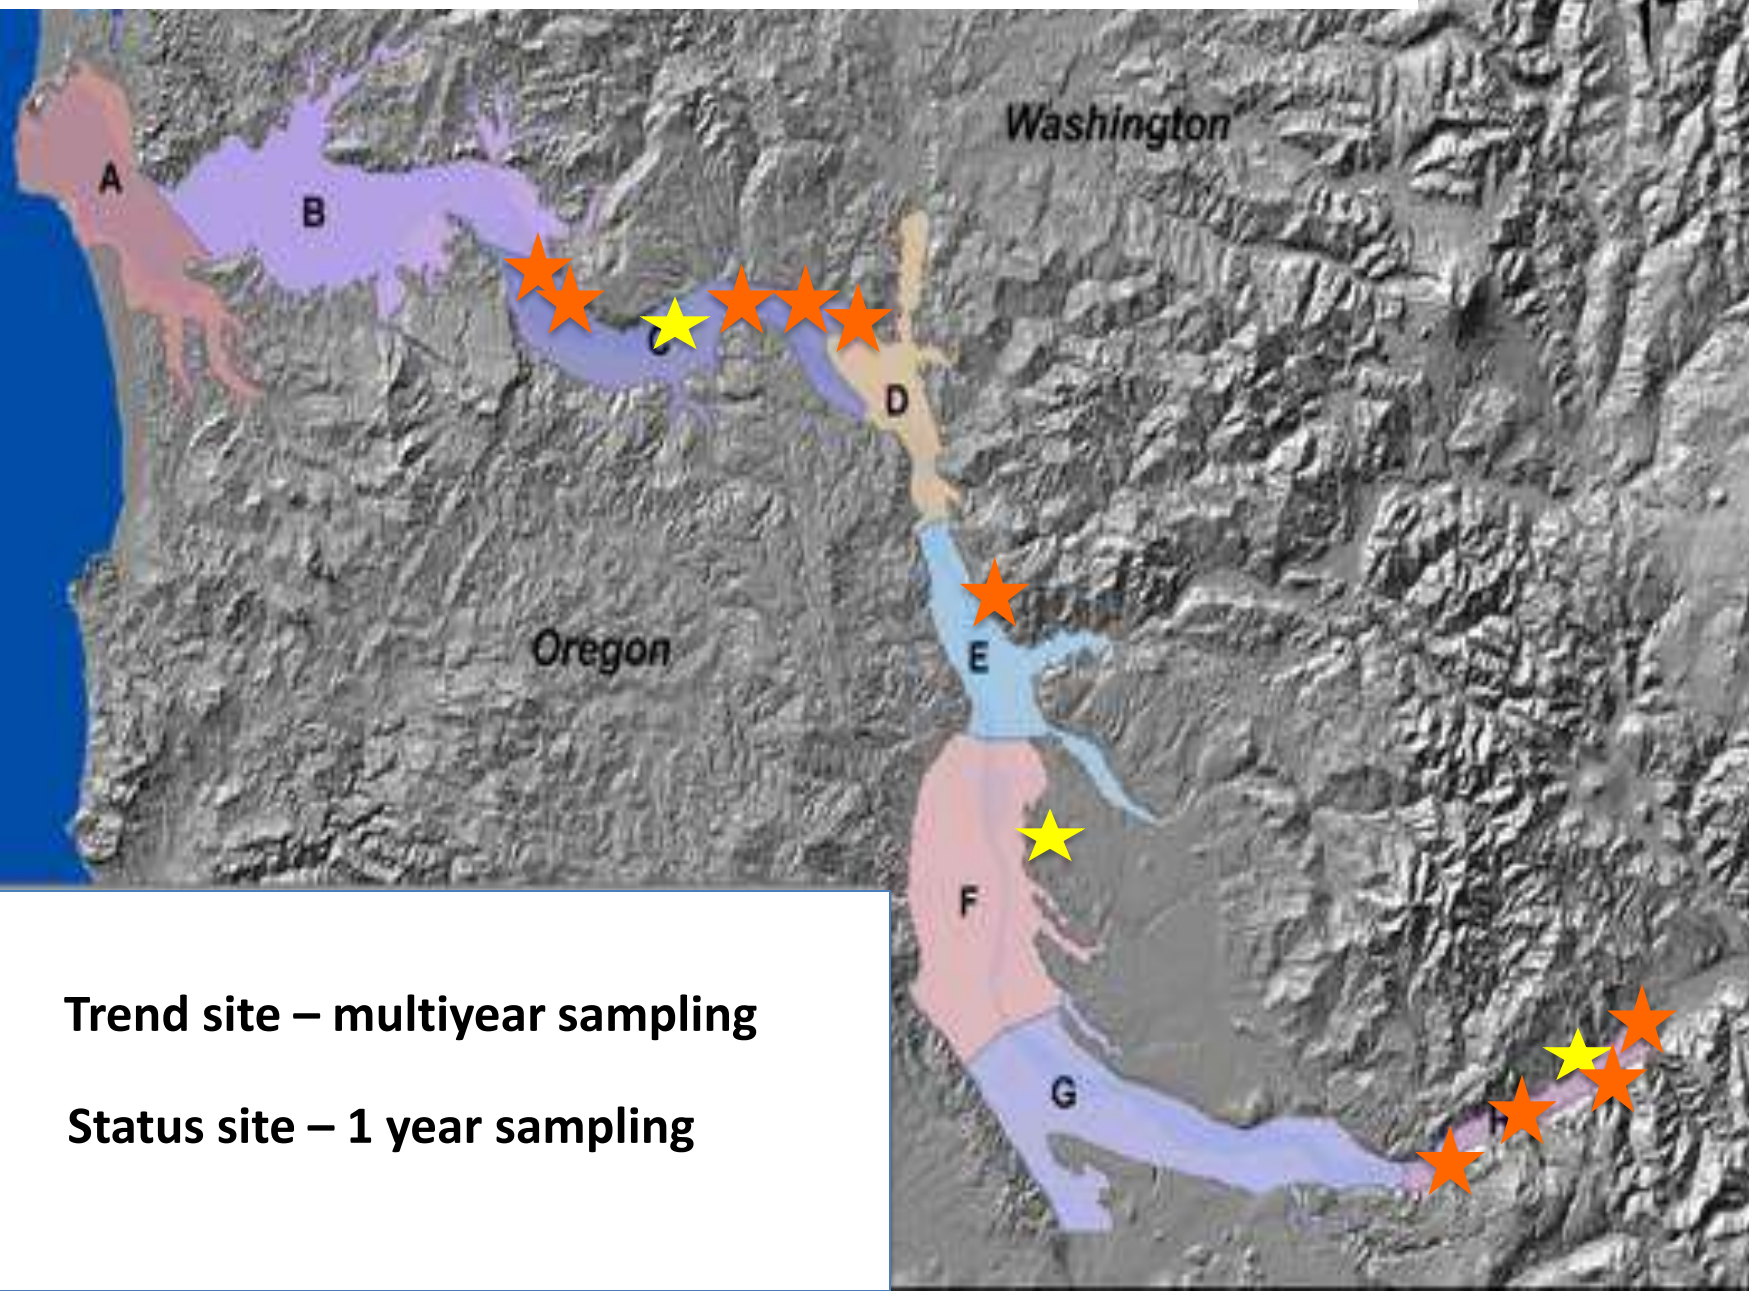 Washington
A
B
C
D
Oregon
E
F
G
Trend site – multiyear sampling
Status site – 1 year sampling